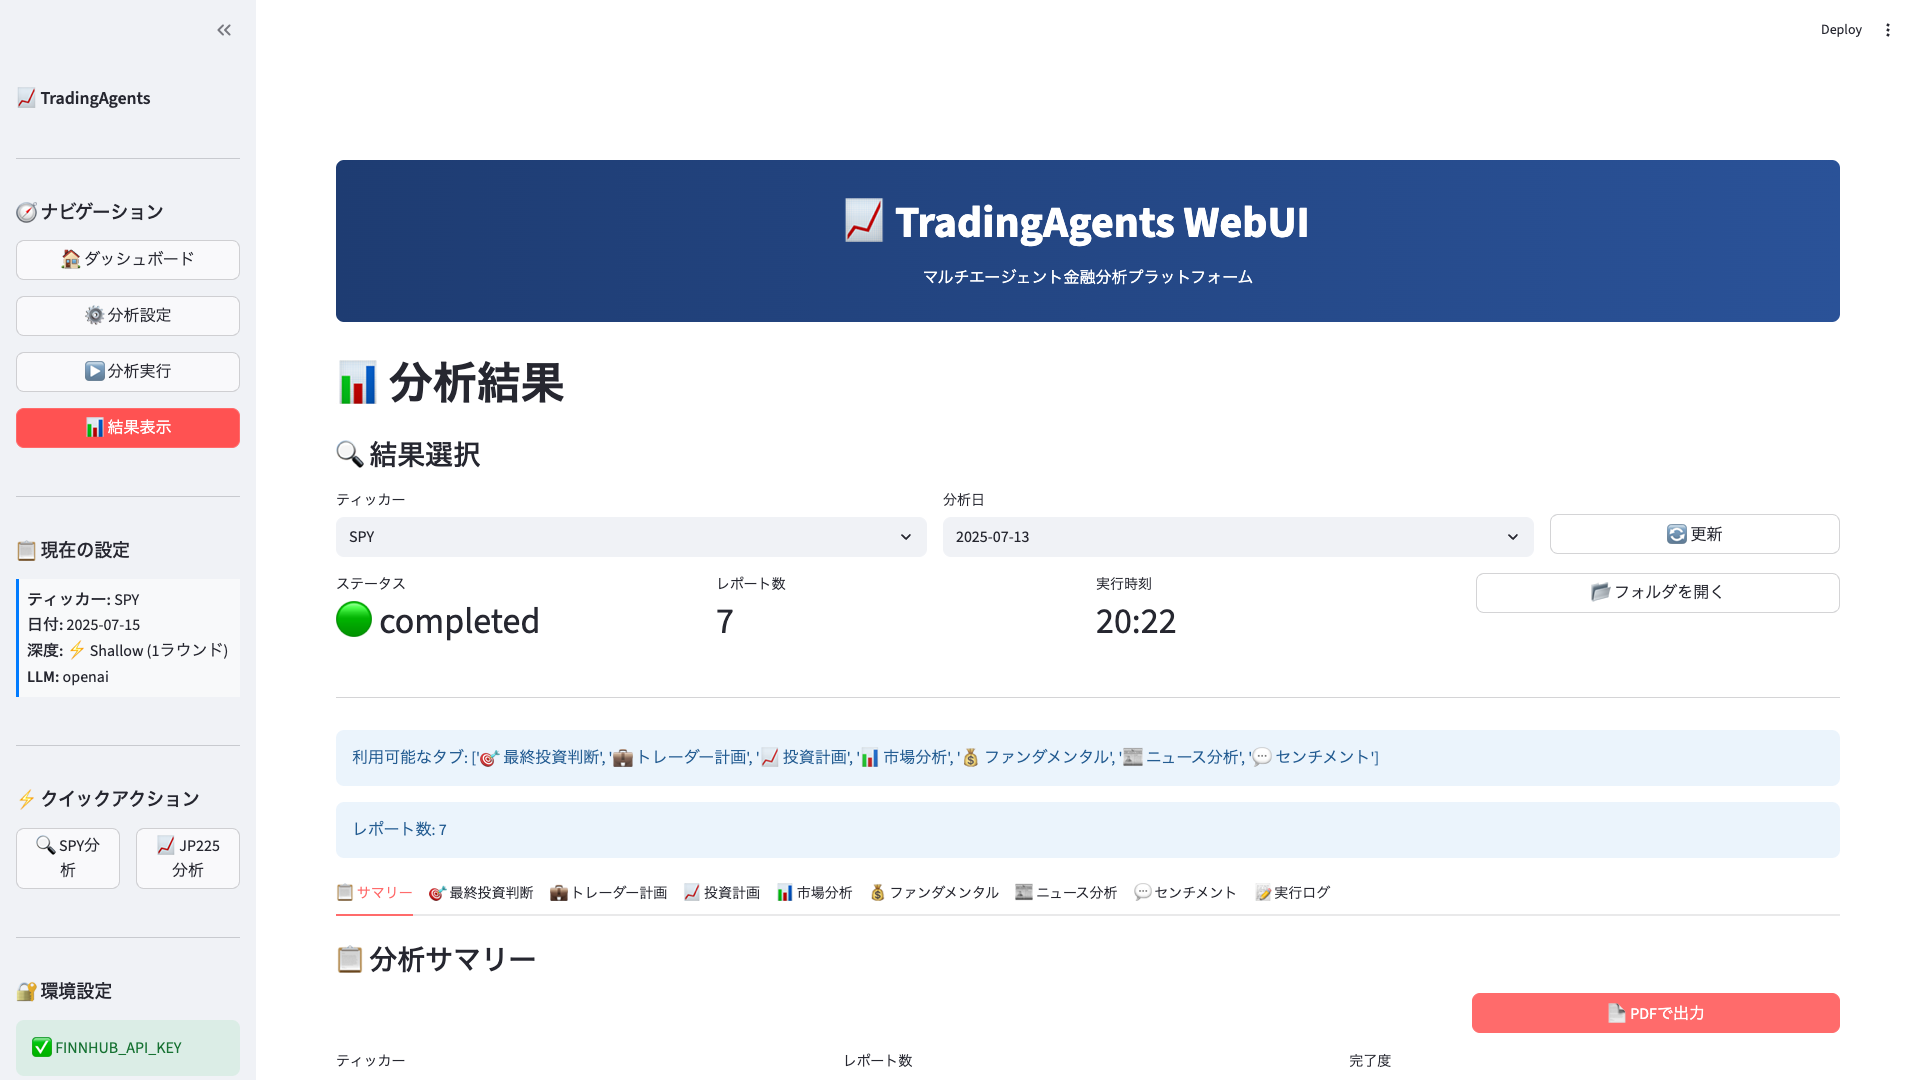 Deploy
TradingAgents
ナビゲーション
ダッシュボード
分析設定
分析実行
結果表示
現在の設定
ティッカー: SPY
日付: 2025-07-15
深度: ⚡ Shallow (1ラウンド)
LLM: openai
クイックアクション
SPY分
析
JP225
分析
環境設定
FINNHUB_API_KEY
TradingAgents WebUI
マルチエージェント金融分析プラットフォーム
分析結果
結果選択
ティッカー
SPY
分析日
2025-07-13
更新
ステータス
completed
レポート数
7
実行時刻
20:22
フォルダを開く
利用可能なタブ: ['🎯 最終投資判断', '💼 トレーダー計画', '📈 投資計画', '📊 市場分析', '💰 ファンダメンタル', '📰 ニュース分析', '💬 センチメント']
レポート数: 7
サマリー 最終投資判断 トレーダー計画 投資計画 市場分析 ファンダメンタル ニュース分析 センチメント 実行ログ
分析サマリー
PDFで出力
ティッカー レポート数 完了度